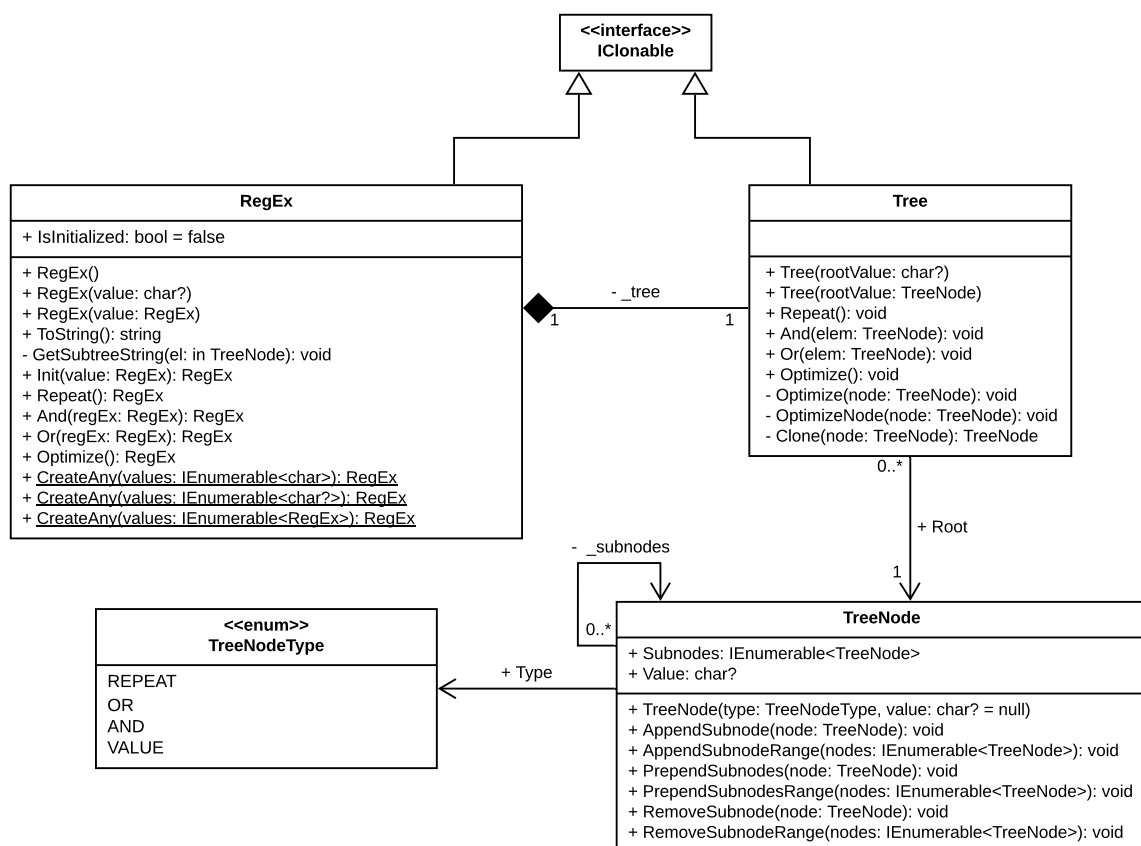 <<interface>>
IClonable
RegEx
+ IsInitialized: bool = false
+ RegEx()
+ RegEx(value: char?)
+ RegEx(value: RegEx)
+ ToString(): string
- GetSubtreeString(el: in TreeNode): void
+ Init(value: RegEx): RegEx
+ Repeat(): RegEx
+ And(regEx: RegEx): RegEx
+ Or(regEx: RegEx): RegEx
+ Optimize(): RegEx
+ CreateAny(values: IEnumerable<char>): RegEx
+ CreateAny(values: IEnumerable<char?>): RegEx
+ CreateAny(values: IEnumerable<RegEx>): RegEx
- _tree
1
1
Tree
+ Tree(rootValue: char?)
+ Tree(rootValue: TreeNode)
+ Repeat(): void
+ And(elem: TreeNode): void
+ Or(elem: TreeNode): void
+ Optimize(): void
- Optimize(node: TreeNode): void
- OptimizeNode(node: TreeNode): void
- Clone(node: TreeNode): TreeNode
0..*
+ Root
1
- _subnodes
0..*
<<enum>>
TreeNodeType
REPEAT
OR
AND
VALUE
+ Type
TreeNode
+ Subnodes: IEnumerable<TreeNode>
+ Value: char?
+ TreeNode(type: TreeNodeType, value: char? = null)
+ AppendSubnode(node: TreeNode): void
+ AppendSubnodeRange(nodes: IEnumerable<TreeNode>): void
+ PrependSubnodes(node: TreeNode): void
+ PrependSubnodesRange(nodes: IEnumerable<TreeNode>): void
+ RemoveSubnode(node: TreeNode): void
+ RemoveSubnodeRange(nodes: IEnumerable<TreeNode>): void